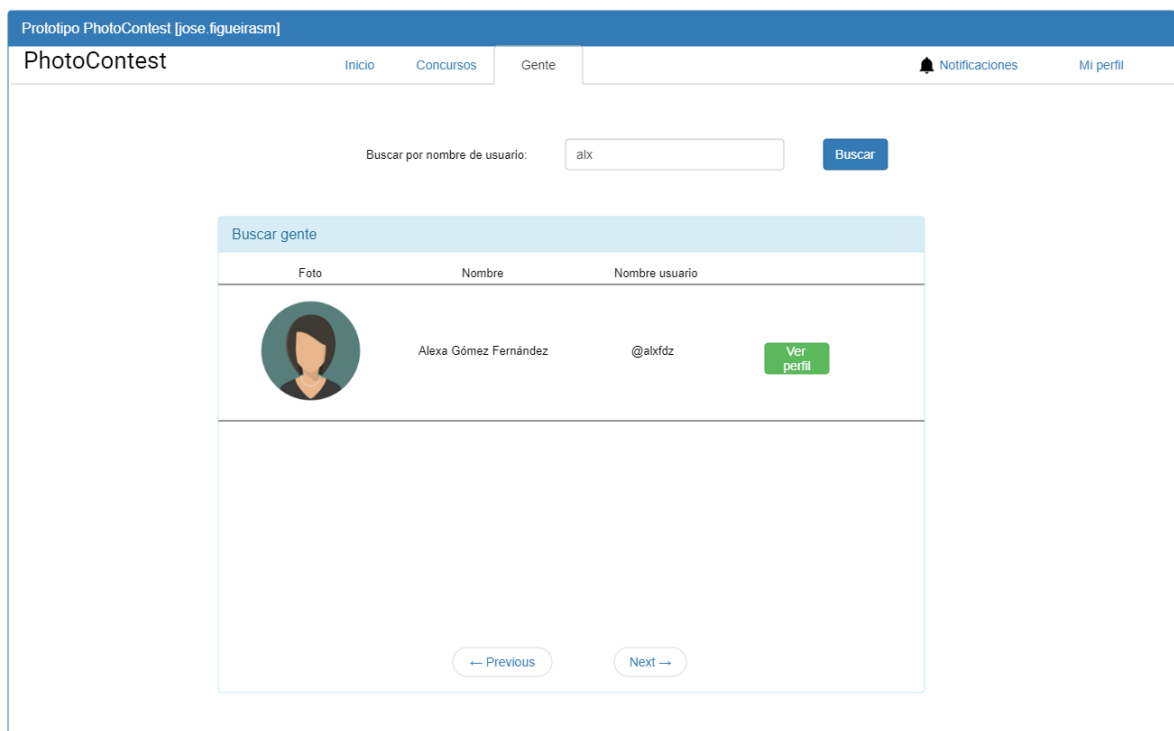 Prototipo PhotoContest [jose.figueirasm]
PhotoContest Inicio Concursos Gente Notificaciones Mi perfil
Buscar por nombre de usuario: alx Buscar
Buscar gente
Foto Nombre Nombre usuario
Alexa Gómez Fernández @alxfdz Ver
perfil
← Previous Next →